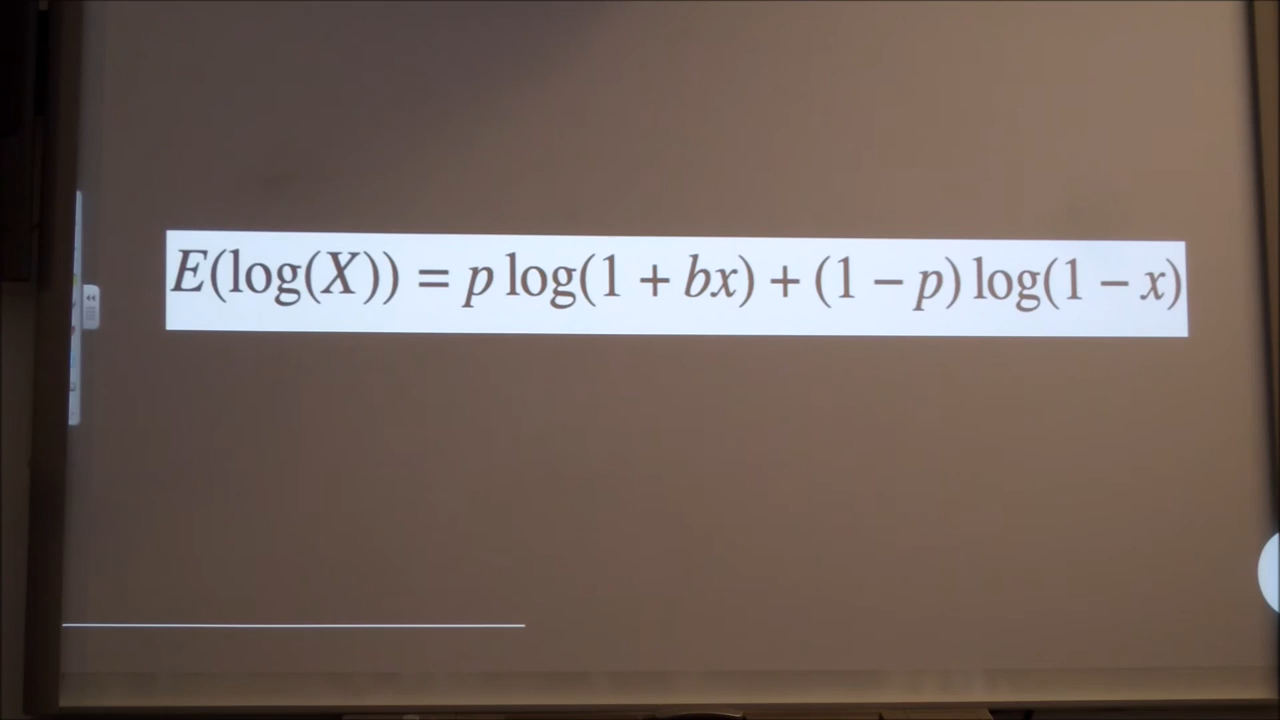 E(log(X)) = p log(1 + bx) + (1 − p) log(1 − x)